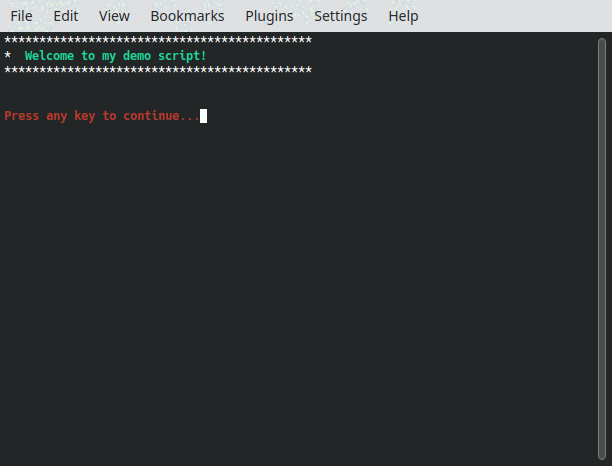 File Edit View Bookmarks Plugins Settings Help
********************************************
*  Welcome to my demo script!
********************************************
Press any key to continue...